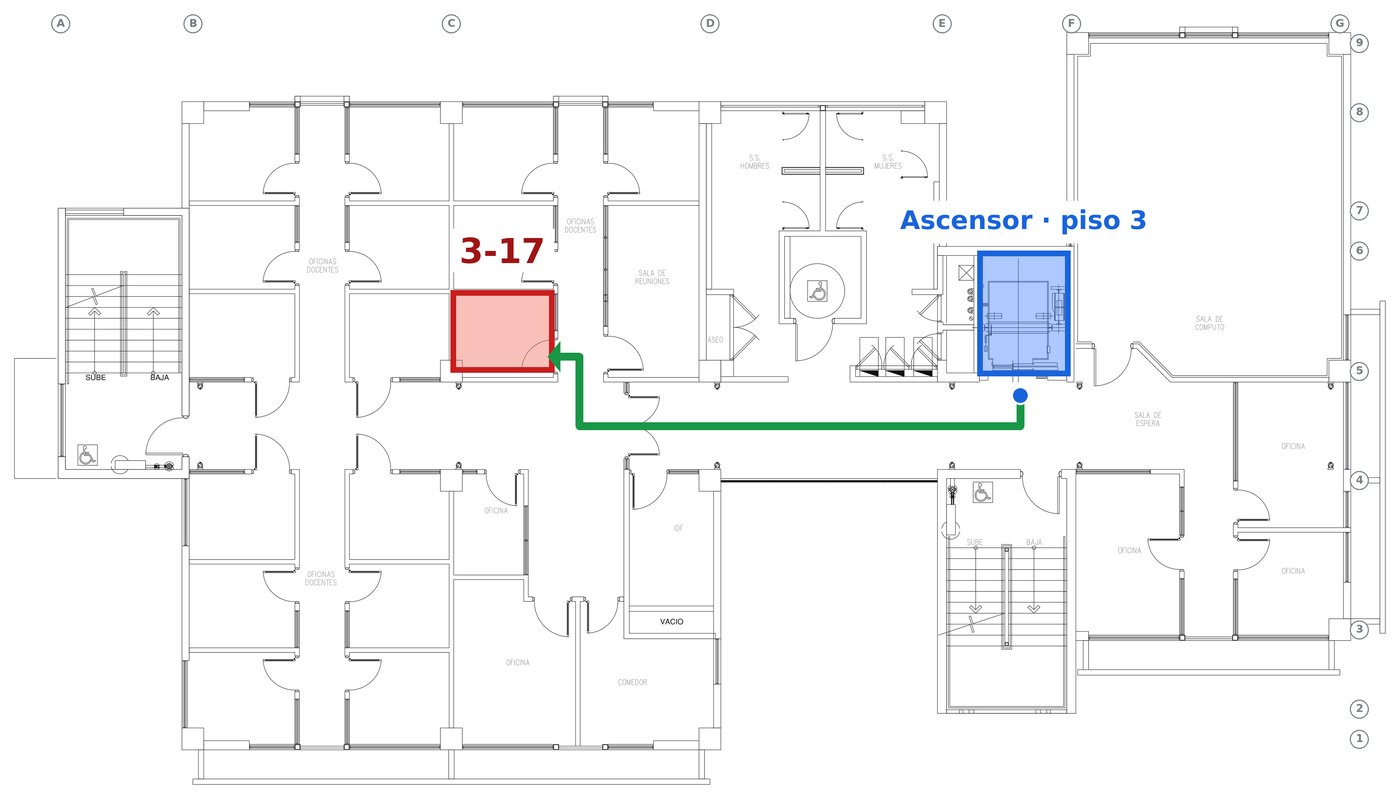 A
B
C
D
E
F
G
9
8
S.S.
HOMBRES
S.S.
MUJERES
7
Ascensor · piso 3
OFICINAS
DOCENTES
3-17
6
OFICINAS
DOCENTES
SALA DE
REUNIONES
SALA DE
COMPUTO
ASEO
5
SUBE
BAJA
SALA DE
ESPERA
OFICINA
4
OFICINA
IDF
SUBE
BAJA
OFICINA
OFICINA
OFICINAS
DOCENTES
VACIO
3
OFICINA
COMEDOR
2
1